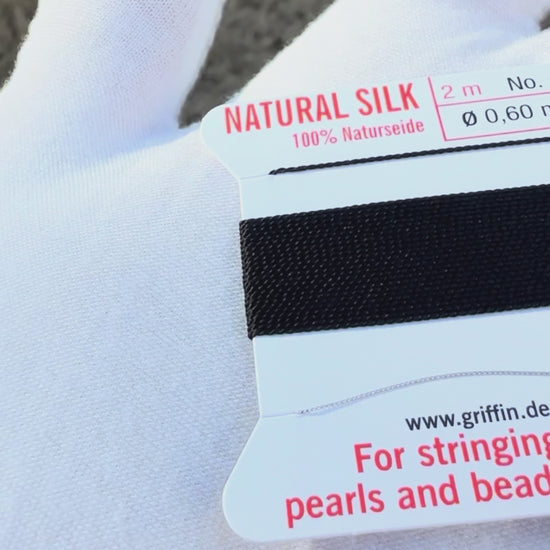 NATURAL SILK
100% Naturseide
2 m No.
Ø 0,60
www.griffin.de
For stringing
pearls and bead